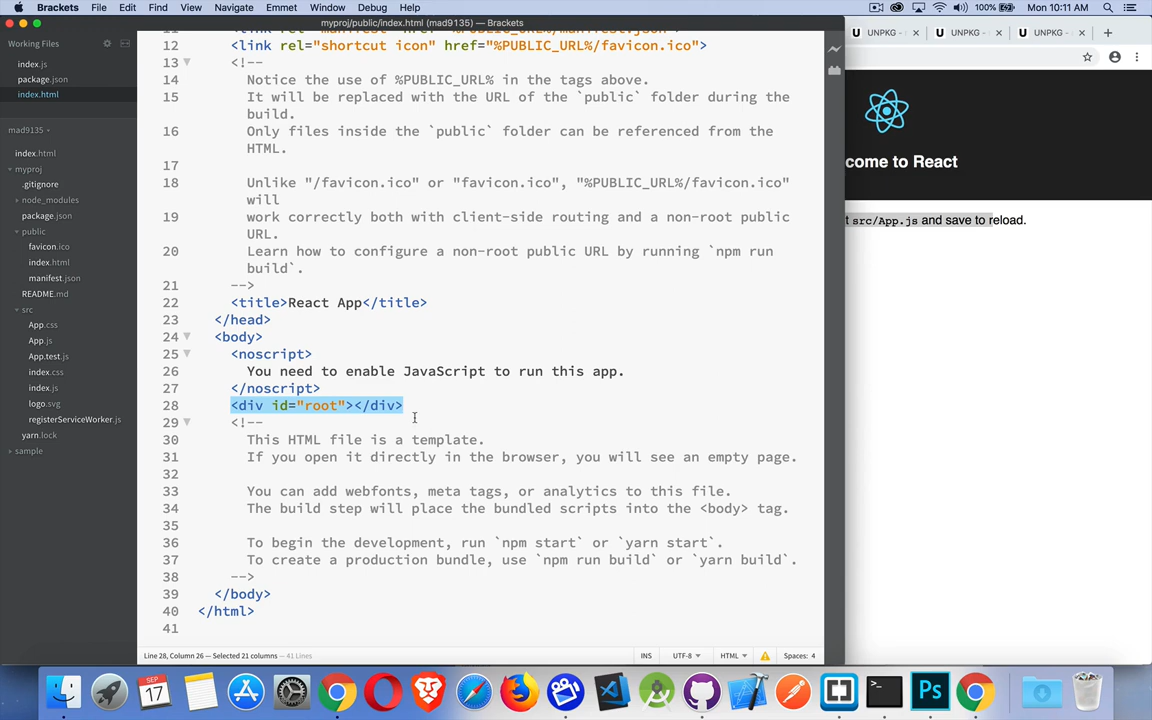 Brackets File Edit Find View Navigate Emmet Window Debug Help 100% Mon 10:11 AM
myproj/public/index.html (mad9135) — Brackets
Working Files
index.js
package.json
index.html
mad9135
index.html
myproj
.gitignore
node_modules
package.json
public
favicon.ico
index.html
manifest.json
README.md
src
App.css
App.js
App.test.js
index.css
index.js
logo.svg
registerServiceWorker.js
yarn.lock
sample
12 <link rel="shortcut icon" href="%PUBLIC_URL%/favicon.ico">
13 <!--
14 Notice the use of %PUBLIC_URL% in the tags above.
15 It will be replaced with the URL of the `public` folder during the
build.
16 Only files inside the `public` folder can be referenced from the
HTML.
17
18 Unlike "/favicon.ico" or "favicon.ico", "%PUBLIC_URL%/favicon.ico"
will
19 work correctly both with client-side routing and a non-root public
URL.
20 Learn how to configure a non-root public URL by running `npm run
build`.
21 -->
22 <title>React App</title>
23 </head>
24 <body>
25 <noscript>
26 You need to enable JavaScript to run this app.
27 </noscript>
28 <div id="root"></div>
29 <!--
30 This HTML file is a template.
31 If you open it directly in the browser, you will see an empty page.
32
33 You can add webfonts, meta tags, or analytics to this file.
34 The build step will place the bundled scripts into the <body> tag.
35
36 To begin the development, run `npm start` or `yarn start`.
37 To create a production bundle, use `npm run build` or `yarn build`.
38 -->
39 </body>
40 </html>
41
Line 28, Column 26 — Selected 21 columns — 41 Lines INS UTF-8 HTML Spaces: 4
UNPKG - UNPKG - UNPKG -
come to React
t src/App.js and save to reload.
SEP
17
Ps